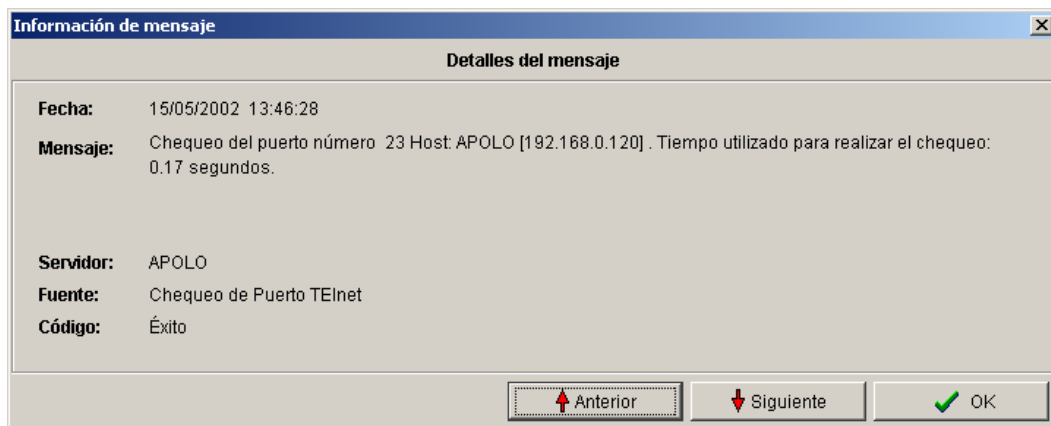 Información de mensaje
Detalles del mensaje
Fecha: 15/05/2002 13:46:28
Mensaje: Chequeo del puerto número 23 Host: APOLO [192.168.0.120] . Tiempo utilizado para realizar el chequeo:
0.17 segundos.
Servidor: APOLO
Fuente: Chequeo de Puerto TElnet
Código: Éxito
Anterior Siguiente OK